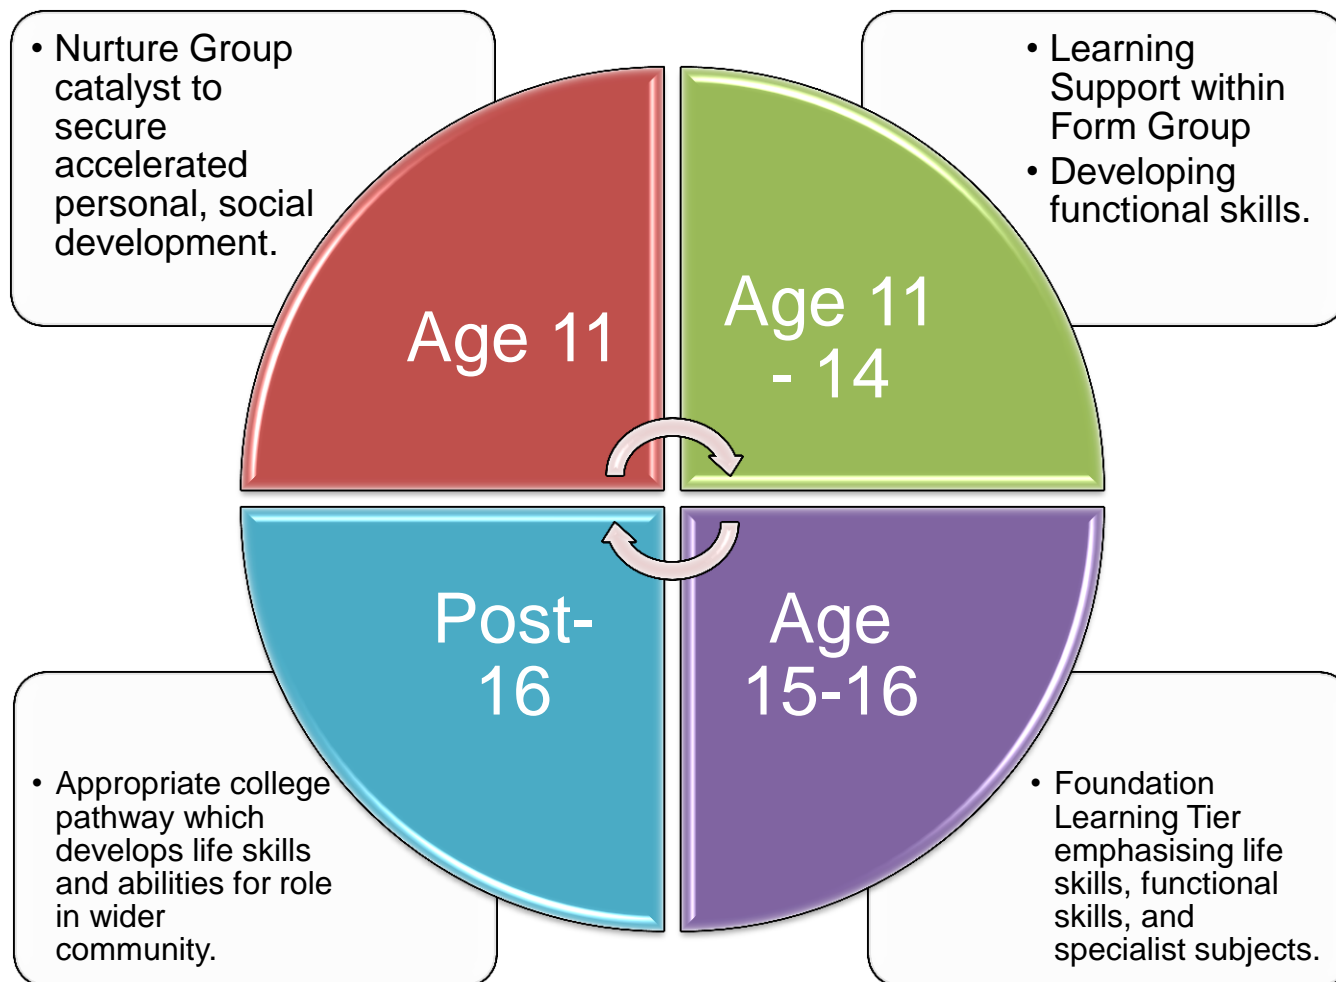 • Nurture Group
catalyst to
secure
accelerated
personal, social
development.
• Learning
Support within
Form Group
• Developing
functional skills.
Age 11
Age 11
- 14
Post-
16
Age
15-16
• Appropriate college
pathway which
develops life skills
and abilities for role
in wider
community.
• Foundation
Learning Tier
emphasising life
skills, functional
skills, and
specialist subjects.